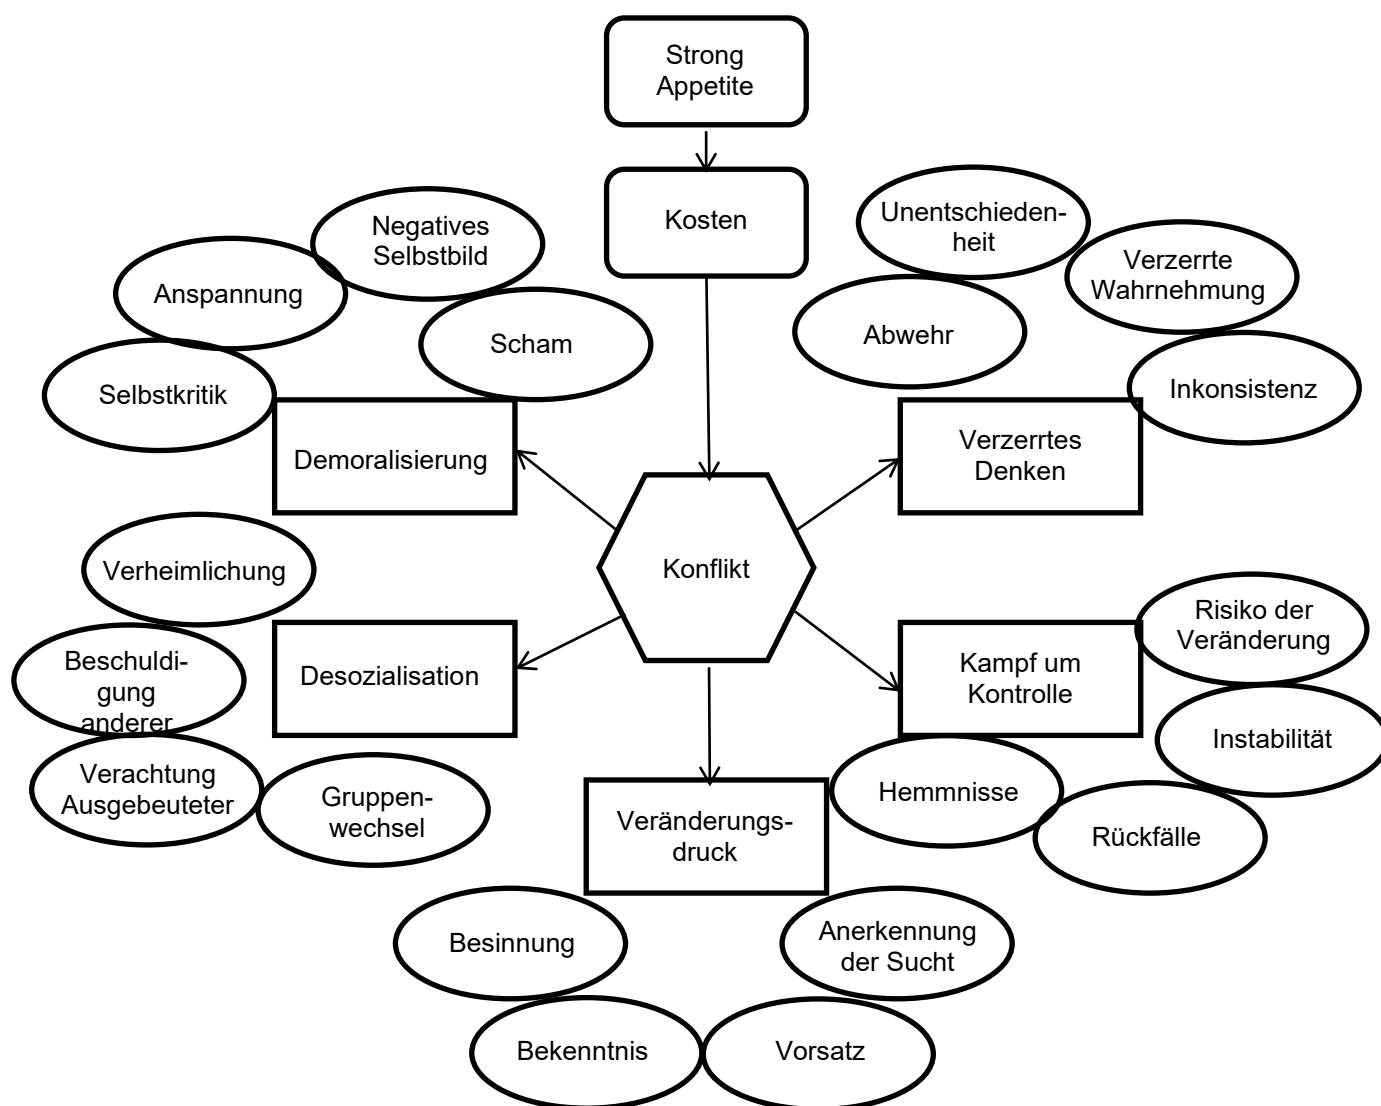 Strong
Appetite
Kosten
Negatives
Selbstbild
Anspannung
Scham
Selbstkritik
Demoralisierung
Unentschieden-
heit
Verzerrte
Wahrnehmung
Abwehr
Inkonsistenz
Verzerrtes
Denken
Konflikt
Verheimlichung
Beschuldi-
gung
anderer
Desozialisation
Verachtung
Ausgebeuteter
Gruppen-
wechsel
Risiko der
Veränderung
Kampf um
Kontrolle
Instabilität
Hemmnisse
Rückfälle
Veränderungs-
druck
Besinnung
Anerkennung
der Sucht
Bekenntnis
Vorsatz